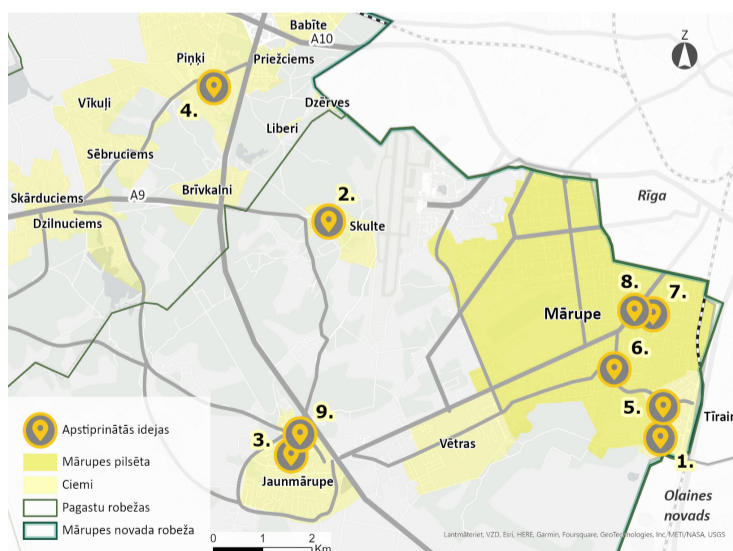 Babīte
A10
Z
Piņķi
Priežciems
4.
Vīkuļi
Dzērves
Liberi
Sēbruciems
Rīga
Skārduciems
Brīvkalni
A9
2.
Dzilnuciems
Skulte
8.
7.
Mārupe
6.
5.
Tīrain
9.
3.
Vētras
1.
Jaunmārupe
Olaines
novads
Apstiprinātās idejas
Mārupes pilsēta
Ciemi
Pagastu robežas
Mārupes novada robeža
0 1 2
Km
Lantmäteriet, VZD, Esri, HERE, Garmin, Foursquare, GeoTechnologies, Inc, METI/NASA, USGS